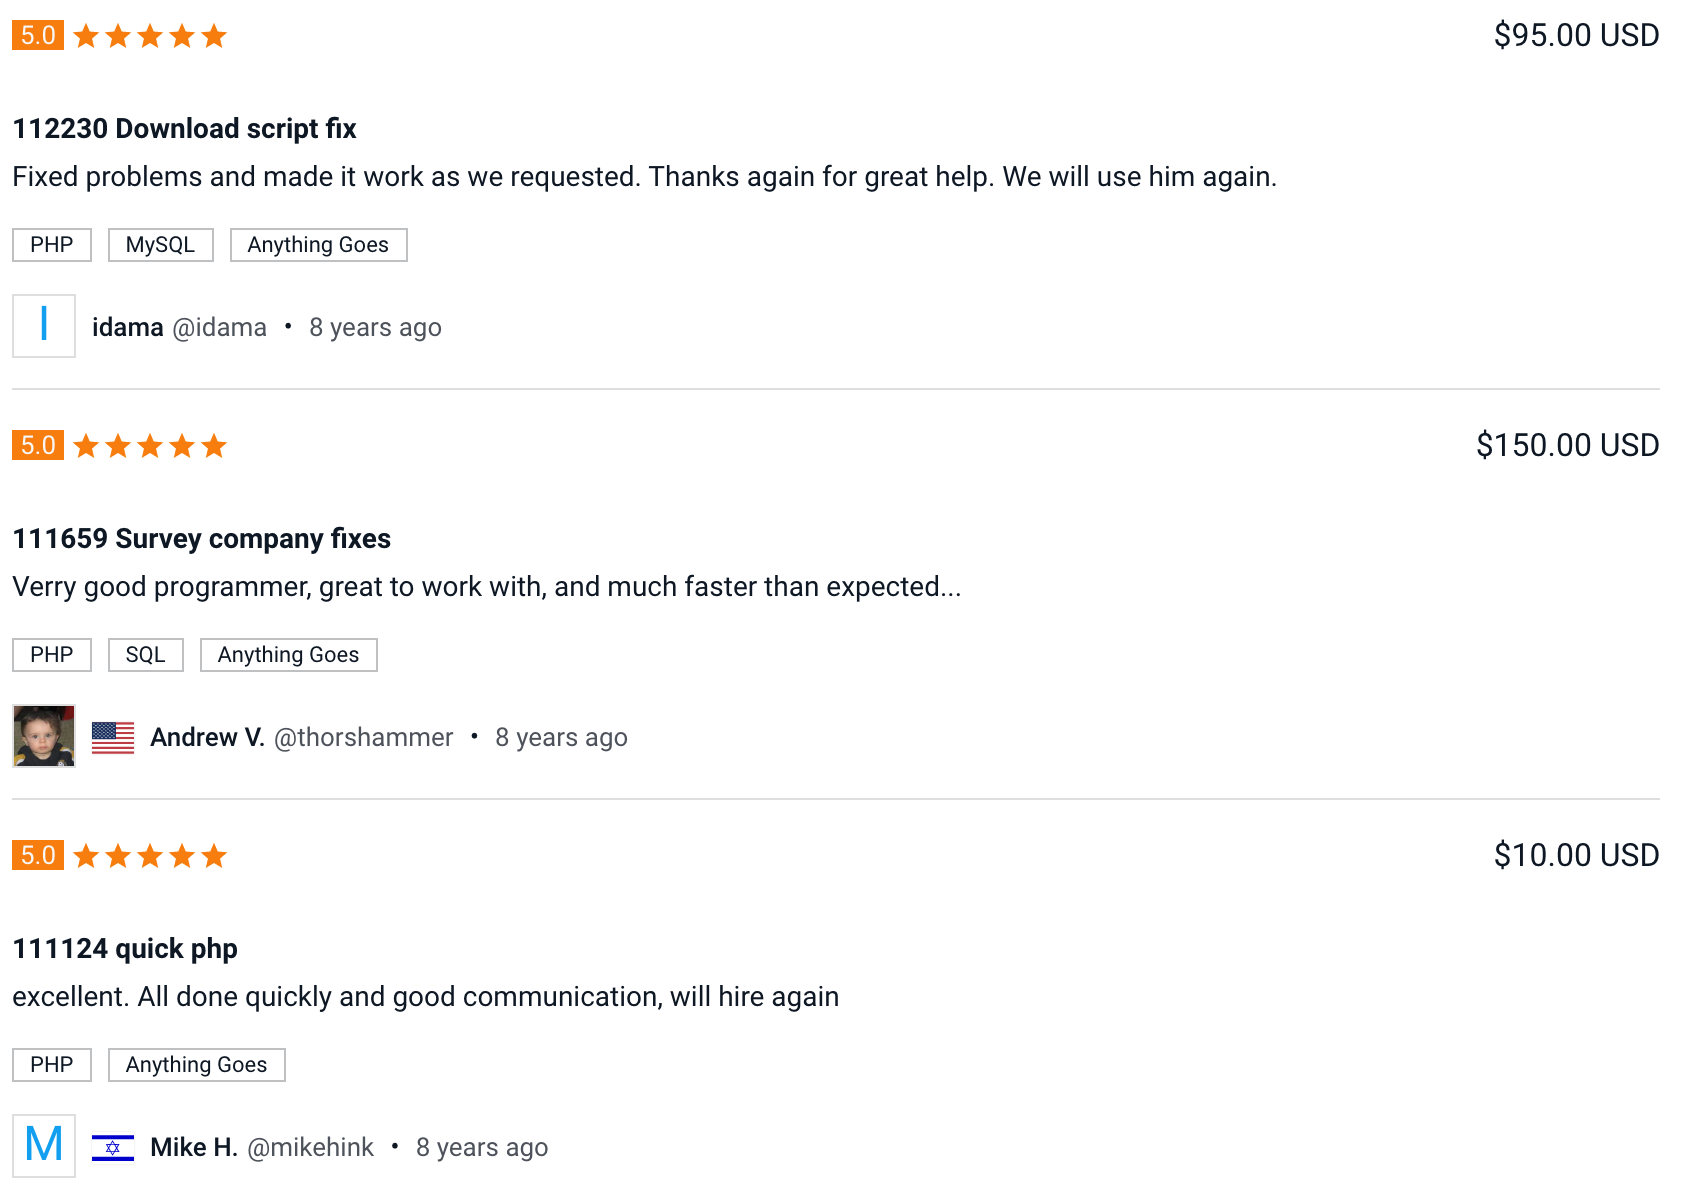 5.0 $95.00 USD
112230 Download script fix
Fixed problems and made it work as we requested. Thanks again for great help. We will use him again.
PHP MySQL Anything Goes
I idama @idama • 8 years ago
5.0 $150.00 USD
111659 Survey company fixes
Verry good programmer, great to work with, and much faster than expected...
PHP SQL Anything Goes
Andrew V. @thorshammer • 8 years ago
5.0 $10.00 USD
111124 quick php
excellent. All done quickly and good communication, will hire again
PHP Anything Goes
M Mike H. @mikehink • 8 years ago